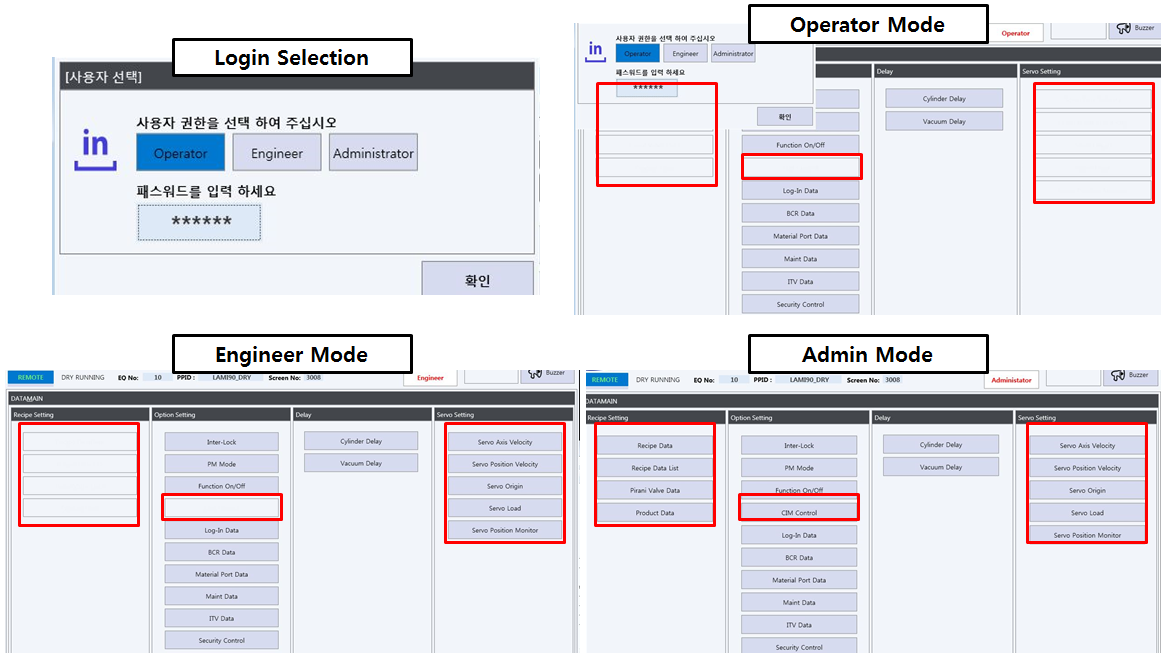 Login Selection
[사용자 선택]
in
사용자 권한을 선택 하여 주십시오
Operator
Engineer
Administrator
패스워드를 입력 하세요
******
확인
Operator Mode
Operator
Buzzer
in
사용자 권한을 선택 하여 주십시오
Operator
Engineer
Administrator
패스워드를 입력 하세요
******
확인
Delay
Servo Setting
Cylinder Delay
Vacuum Delay
Function On/Off
Log-In Data
BCR Data
Material Port Data
Maint Data
ITV Data
Security Control
Engineer Mode
REMOTE DRY RUNNING EQ No: 10 PPID : LAMI90_DRY Screen No: 3008 Engineer Buzzer
DATAMAIN
Recipe Setting Option Setting Delay Servo Setting
Inter-Lock
PM Mode
Function On/Off
Log-In Data
BCR Data
Material Port Data
Maint Data
ITV Data
Security Control
Cylinder Delay
Vacuum Delay
Servo Axis Velocity
Servo Position Velocity
Servo Origin
Servo Load
Servo Position Monitor
Admin Mode
REMOTE DRY RUNNING EQ No: 10 PPID : LAMI90_DRY Screen No: 3008 Administator Buzzer
DATAMAIN
Recipe Setting Option Setting Delay Servo Setting
Recipe Data
Recipe Data List
Pirani Valve Data
Product Data
Inter-Lock
PM Mode
Function On/Off
CIM Control
Log-In Data
BCR Data
Material Port Data
Maint Data
ITV Data
Security Control
Cylinder Delay
Vacuum Delay
Servo Axis Velocity
Servo Position Velocity
Servo Origin
Servo Load
Servo Position Monitor